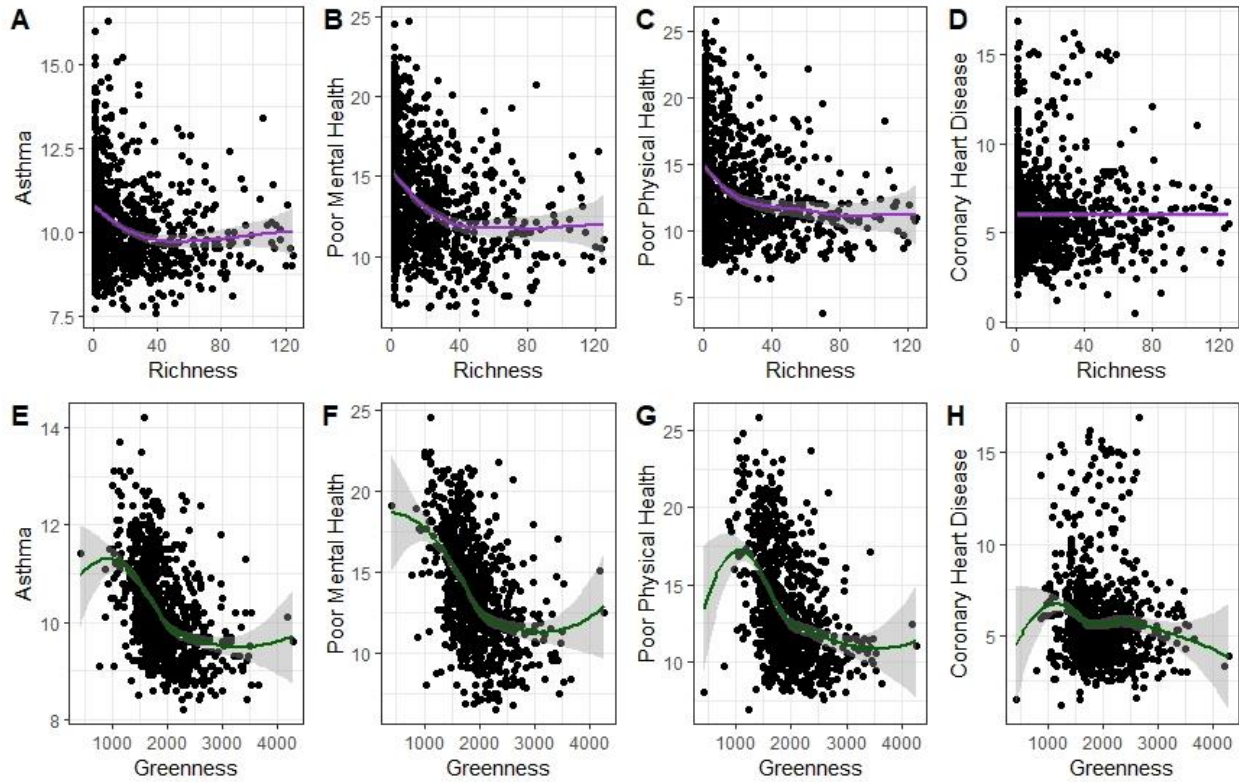 A
B
C
D
Asthma
15.0
12.5
10.0
7.5
0
40
80
120
Richness
Poor Mental Health
25
20
15
10
0
40
80
120
Richness
Poor Physical Health
25
20
15
10
5
0
40
80
120
Richness
Coronary Heart Disease
15
10
5
0
0
40
80
120
Richness
E
F
G
H
Asthma
14
12
10
8
1000
2000
3000
4000
Greenness
Poor Mental Health
25
20
15
10
1000
2000
3000
4000
Greenness
Poor Physical Health
25
20
15
10
1000
2000
3000
4000
Greenness
Coronary Heart Disease
15
10
5
1000
2000
3000
4000
Greenness